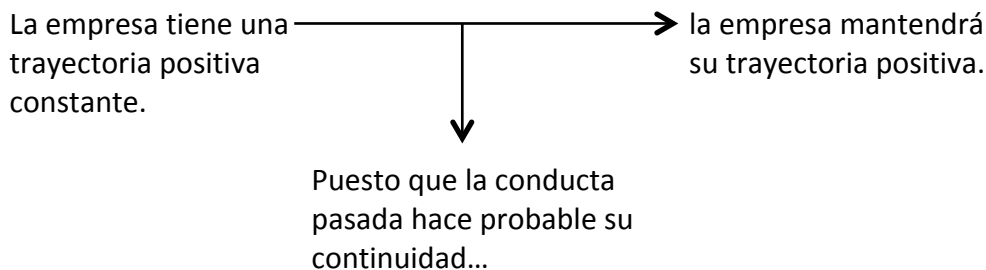 La empresa tiene una
trayectoria positiva
constante.
la empresa mantendrá
su trayectoria positiva.
Puesto que la conducta
pasada hace probable su
continuidad...